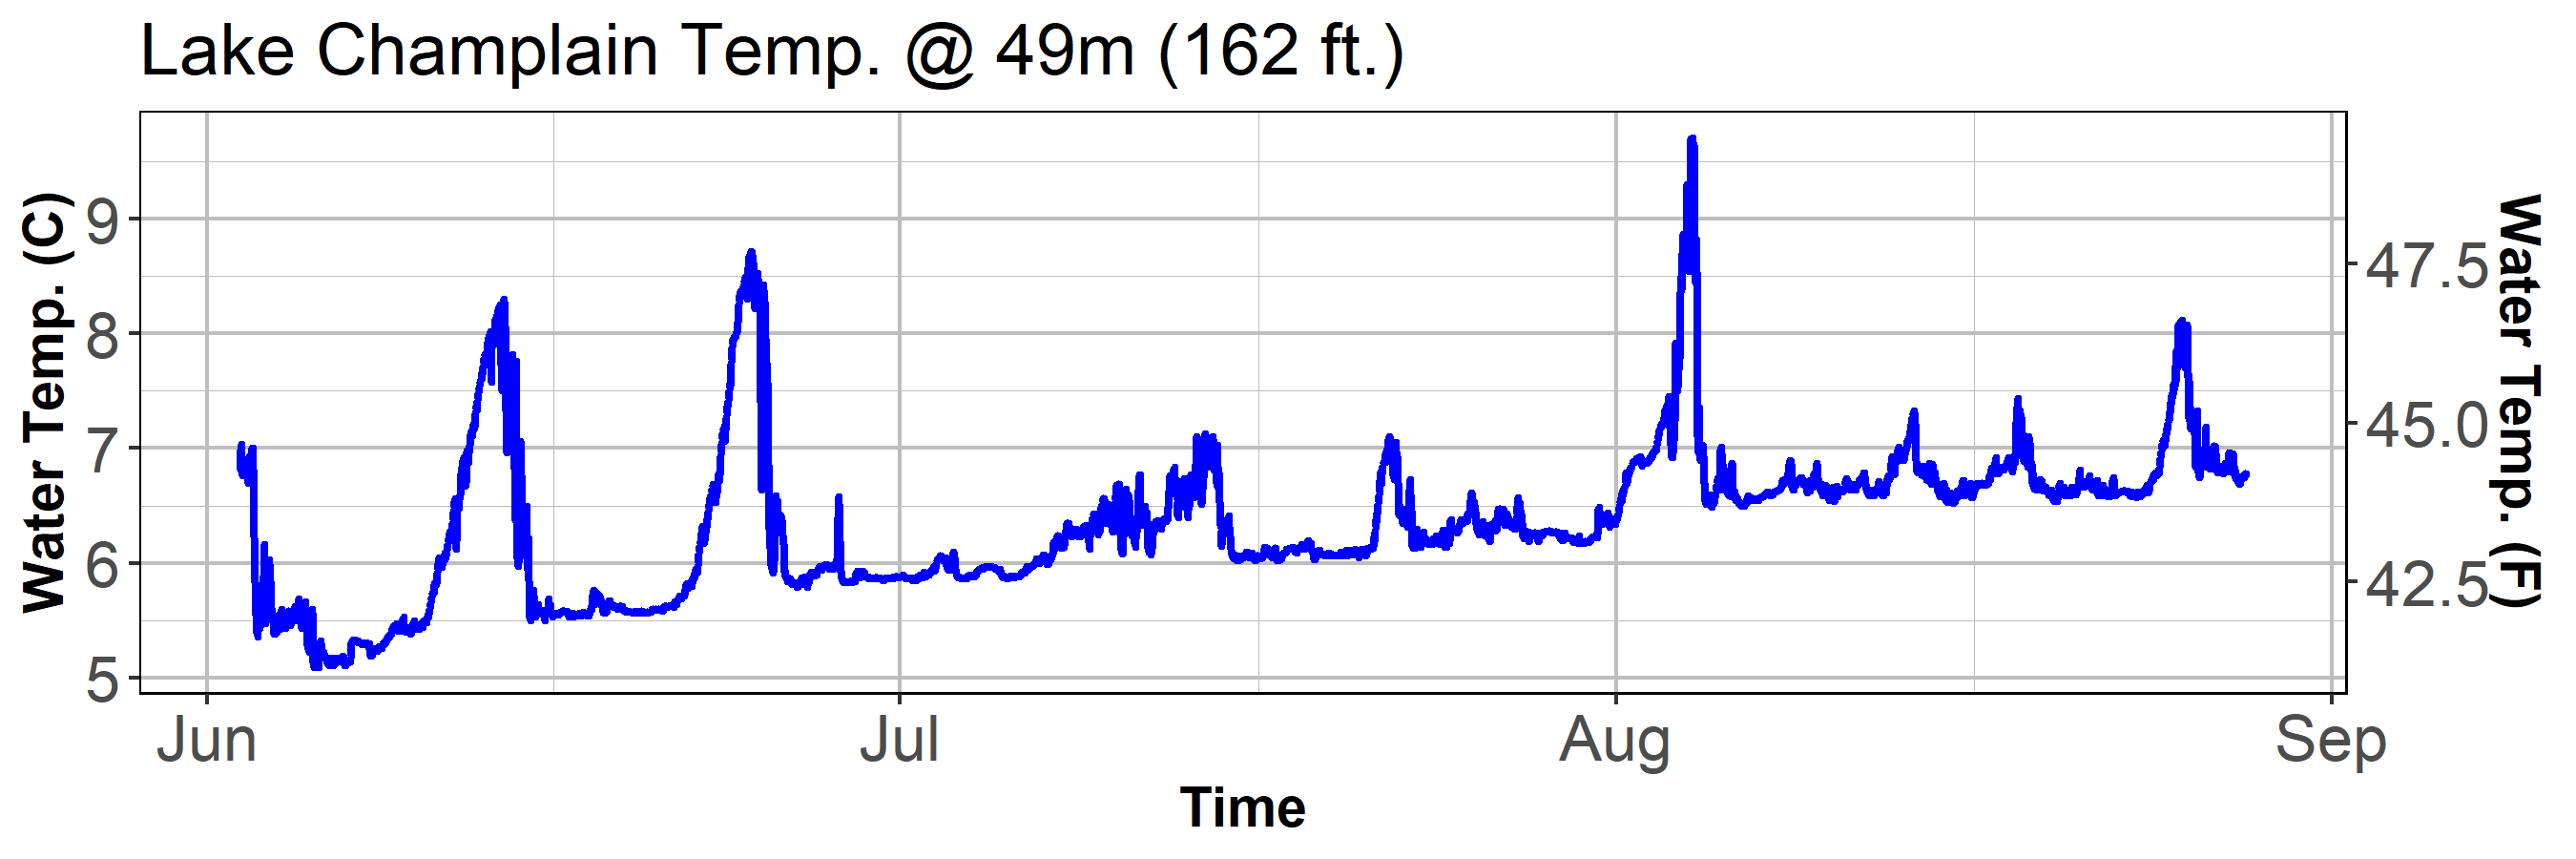 Lake Champlain Temp. @ 49m (162 ft.)
Water Temp. (C)
9
8
7
6
5
47.5
45.0
42.5
Water Temp. (F)
Jun Jul Aug Sep
Time